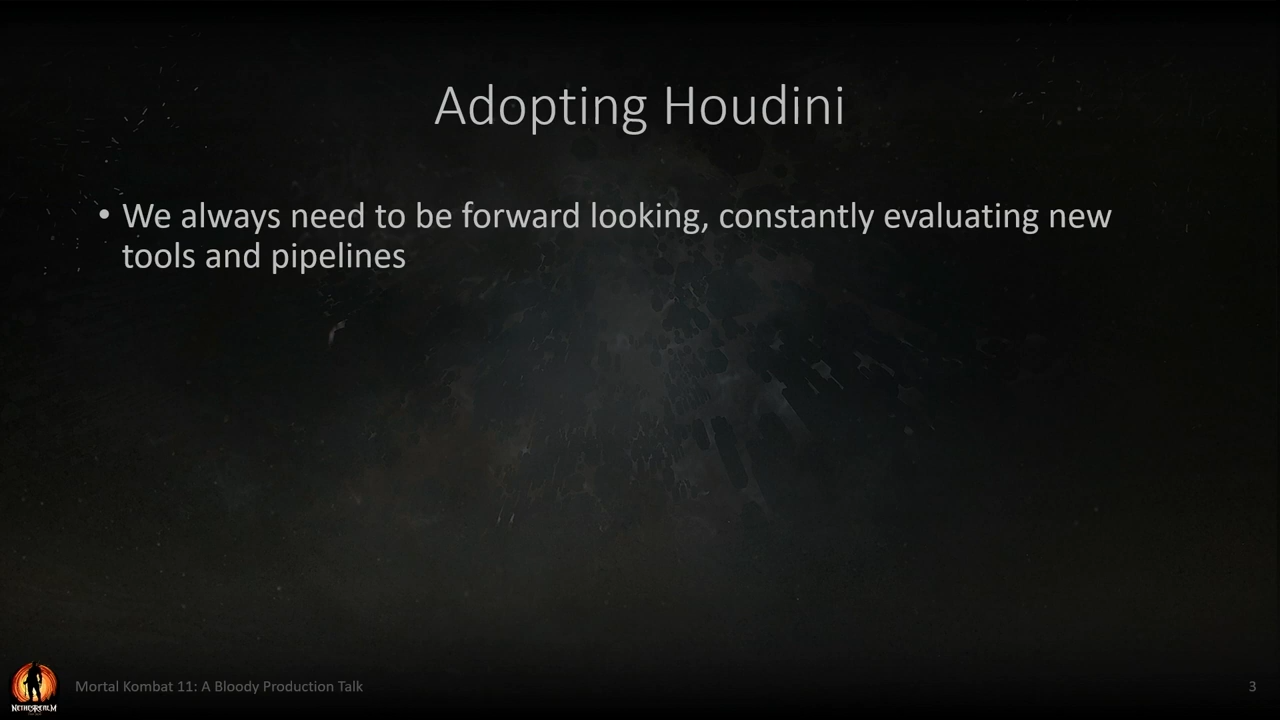 Adopting Houdini
• We always need to be forward looking, constantly evaluating new
tools and pipelines
NETHERREALM
Mortal Kombat 11: A Bloody Production Talk
3